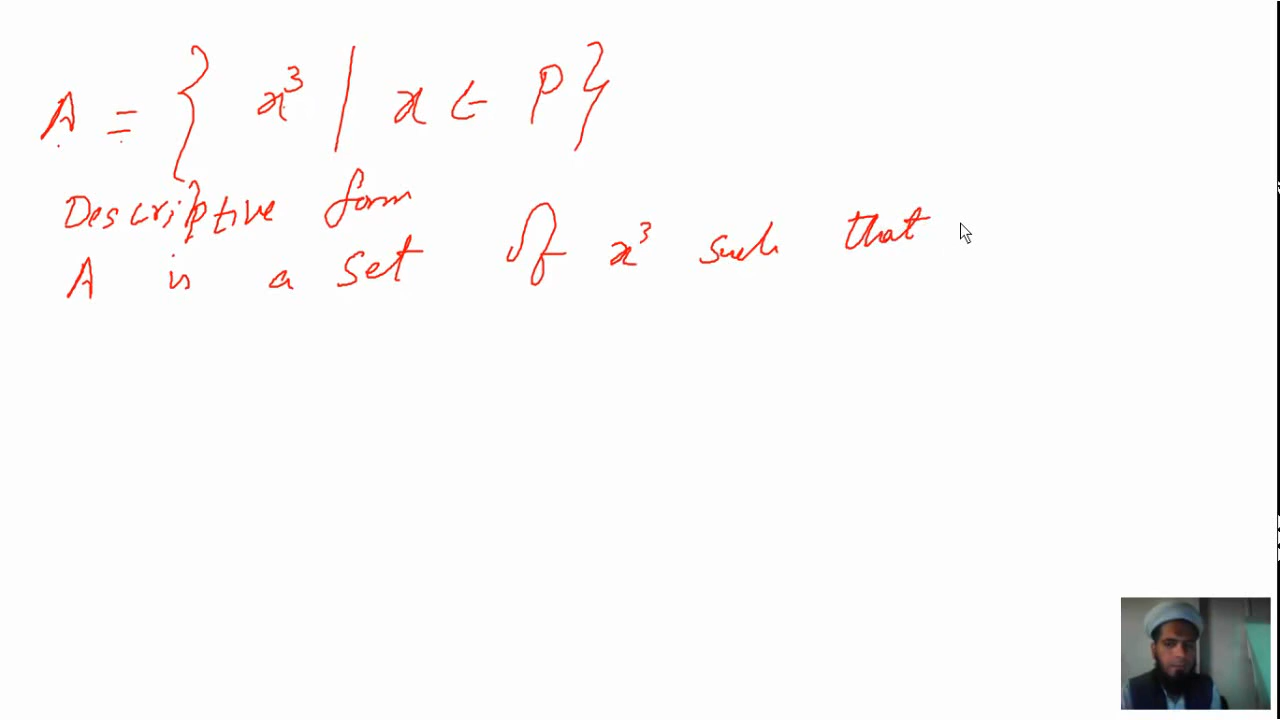 A = { x³ | x ∈ P}
Descriptive form
A is a set of x³ such that